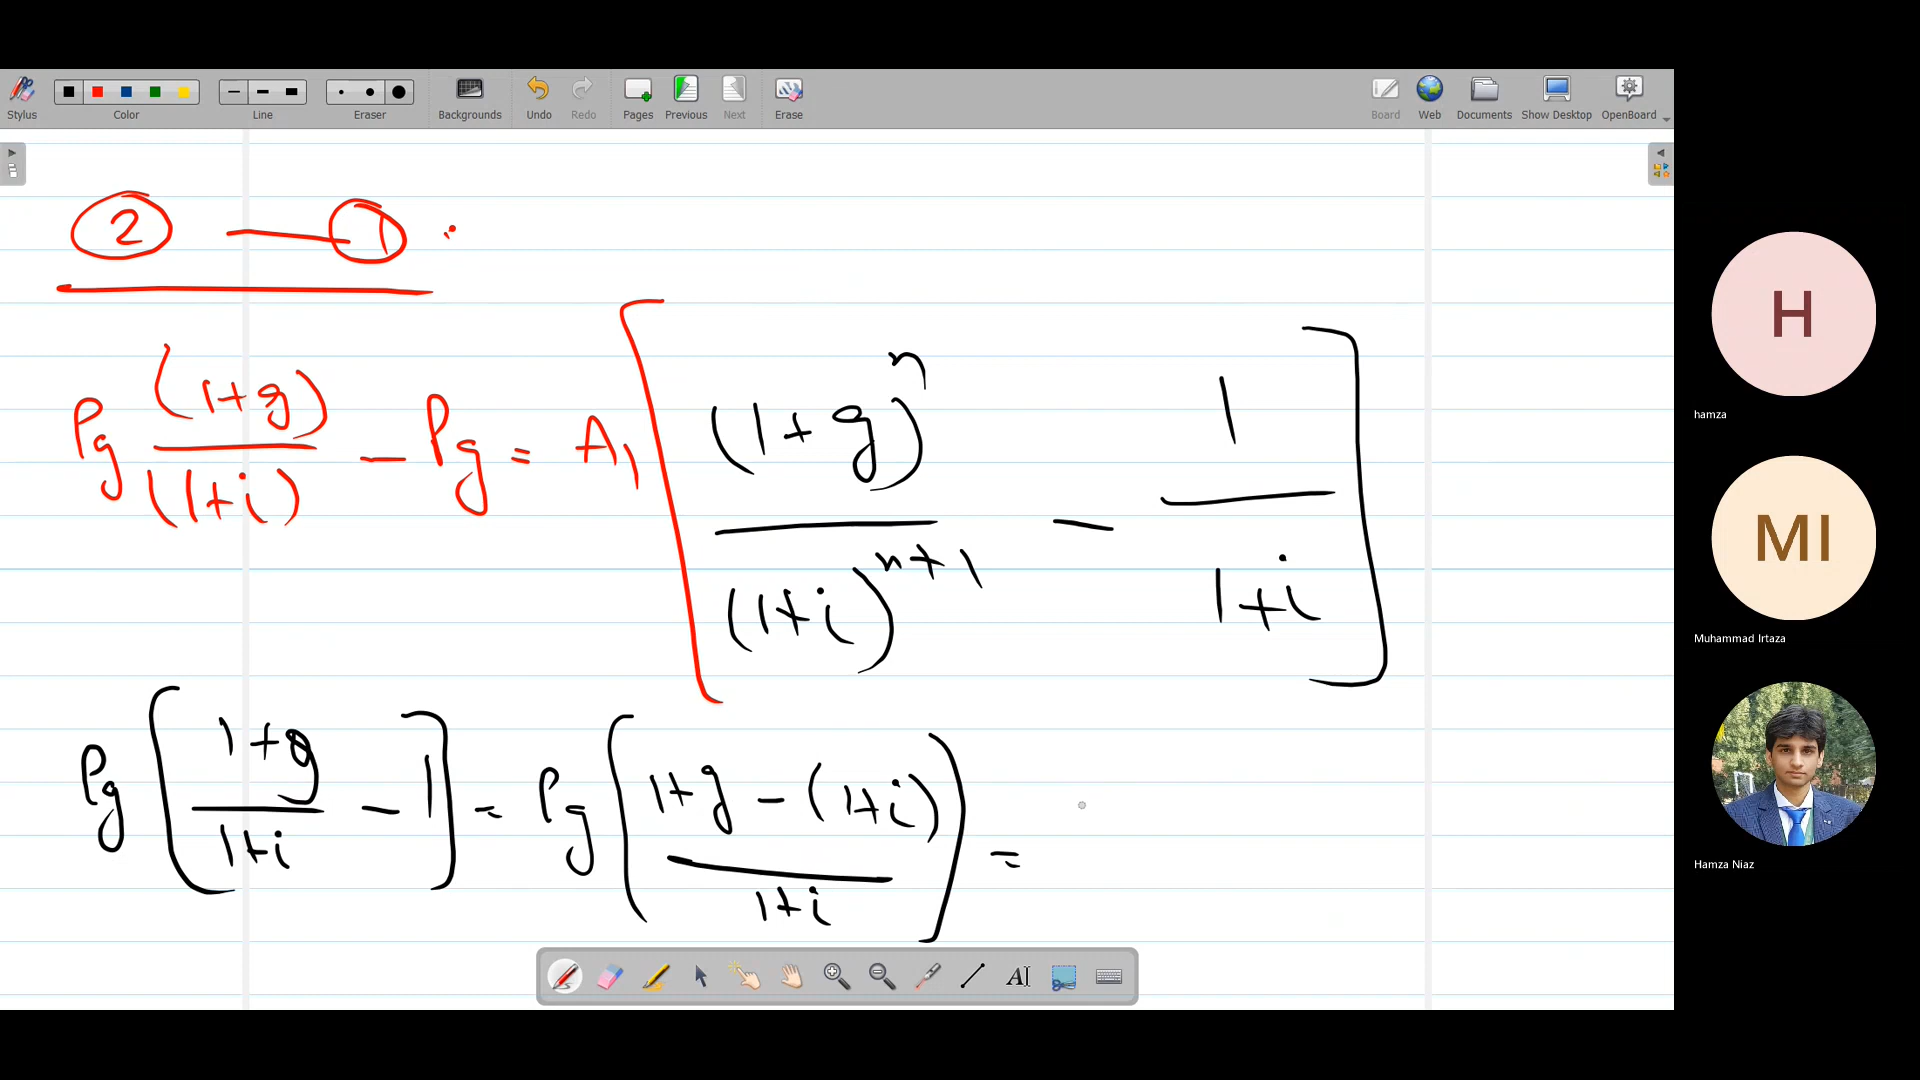 Stylus Color Line Eraser Backgrounds Undo Redo Pages Previous Next Erase Board Web Documents Show Desktop OpenBoard
② — ①
Pg (1+g)/(1+i) − Pg = A₁ [ (1+g)ⁿ/(1+i)ⁿ⁺¹ − 1/(1+i) ]
Pg [ (1+g)/(1+i) − 1 ] = Pg ( (1+g − (1+i))/(1+i) ) =
AI
H
hamza
MI
Muhammad Irtaza
Hamza Niaz